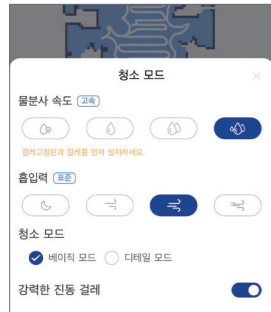 청소 모드
물분사 속도 고속
걸레고정판과 걸레를 먼저 설치하세요.
흡입력 표준
청소 모드
베이직 모드 디테일 모드
강력한 진동 걸레